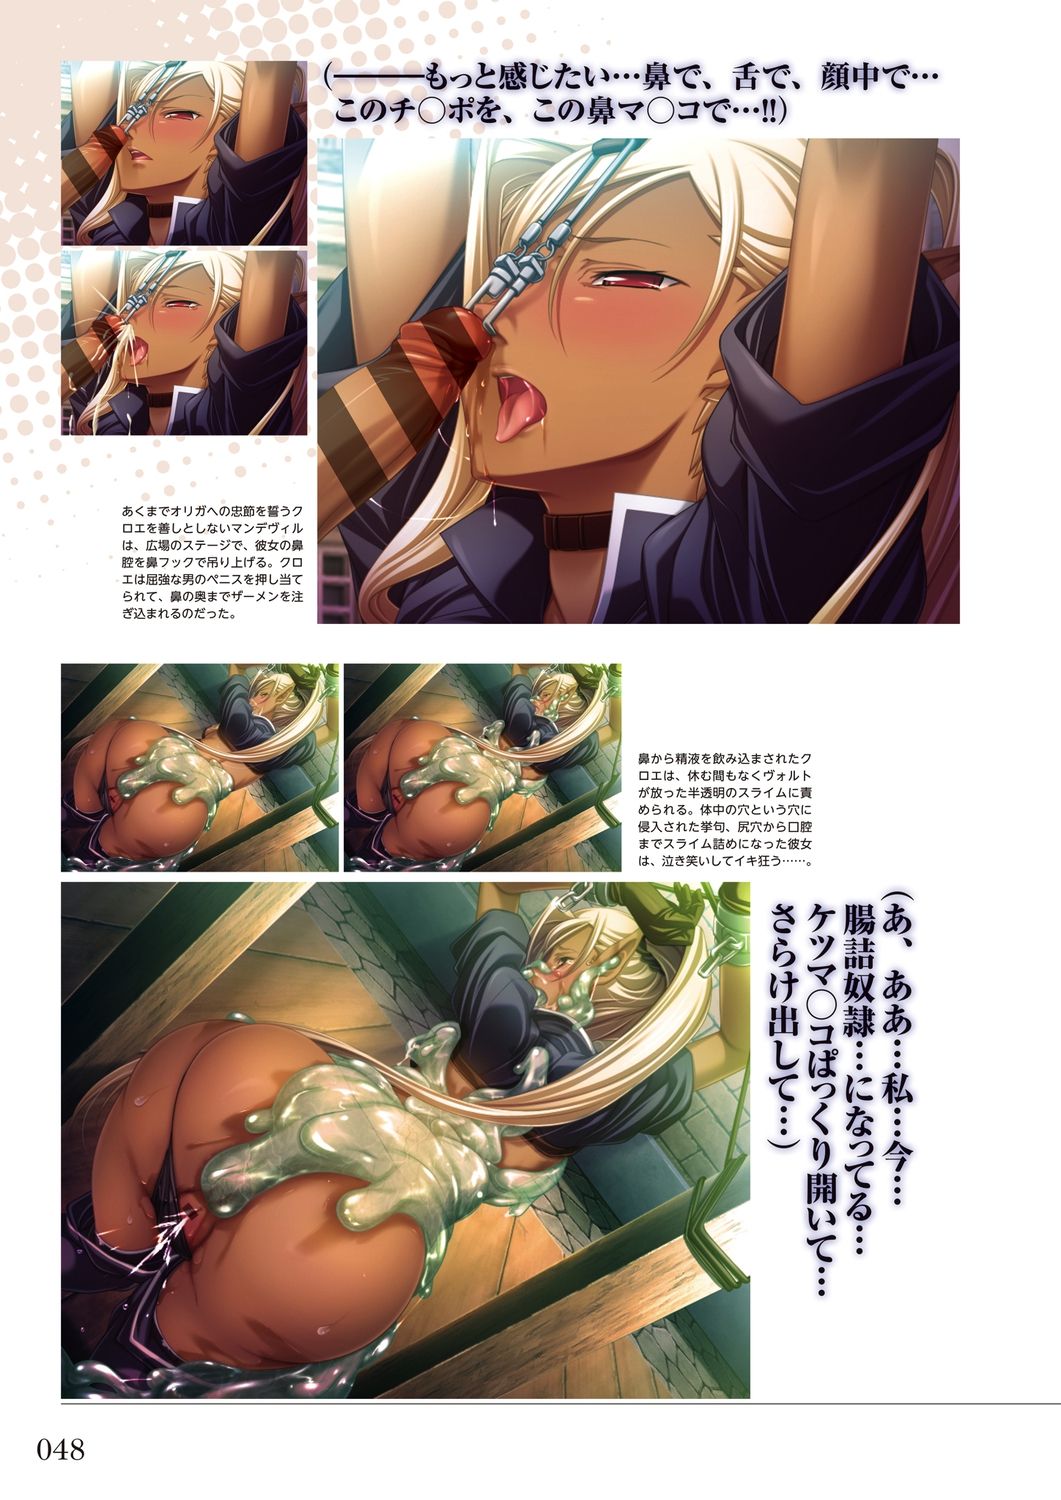 （――――もっと感じたい…鼻で、舌で、顔中で…
このチ〇ポを、この鼻マ〇コで…!!）
あくまでオリガへの忠節を誓うク
ロエを善しとしないマンデヴィル
は、広場のステージで、彼女の鼻
腔を鼻フックで吊り上げる。クロ
エは屈強な男のペニスを押し当て
られて、鼻の奥までザーメンを注
ぎ込まれるのだった。
鼻から精液を飲み込まされたク
ロエは、休む間もなくヴォルト
が放った半透明のスライムに責
められる。体中の穴という穴に
侵入された挙句、尻穴から口腔
までスライム詰めになった彼女
は、泣き笑いしてイキ狂う……。
（あ、ああ…私…今…
腸詰奴隷…になってる…
ケツマ〇コぱっくり開いて…
さらけ出して…）
048